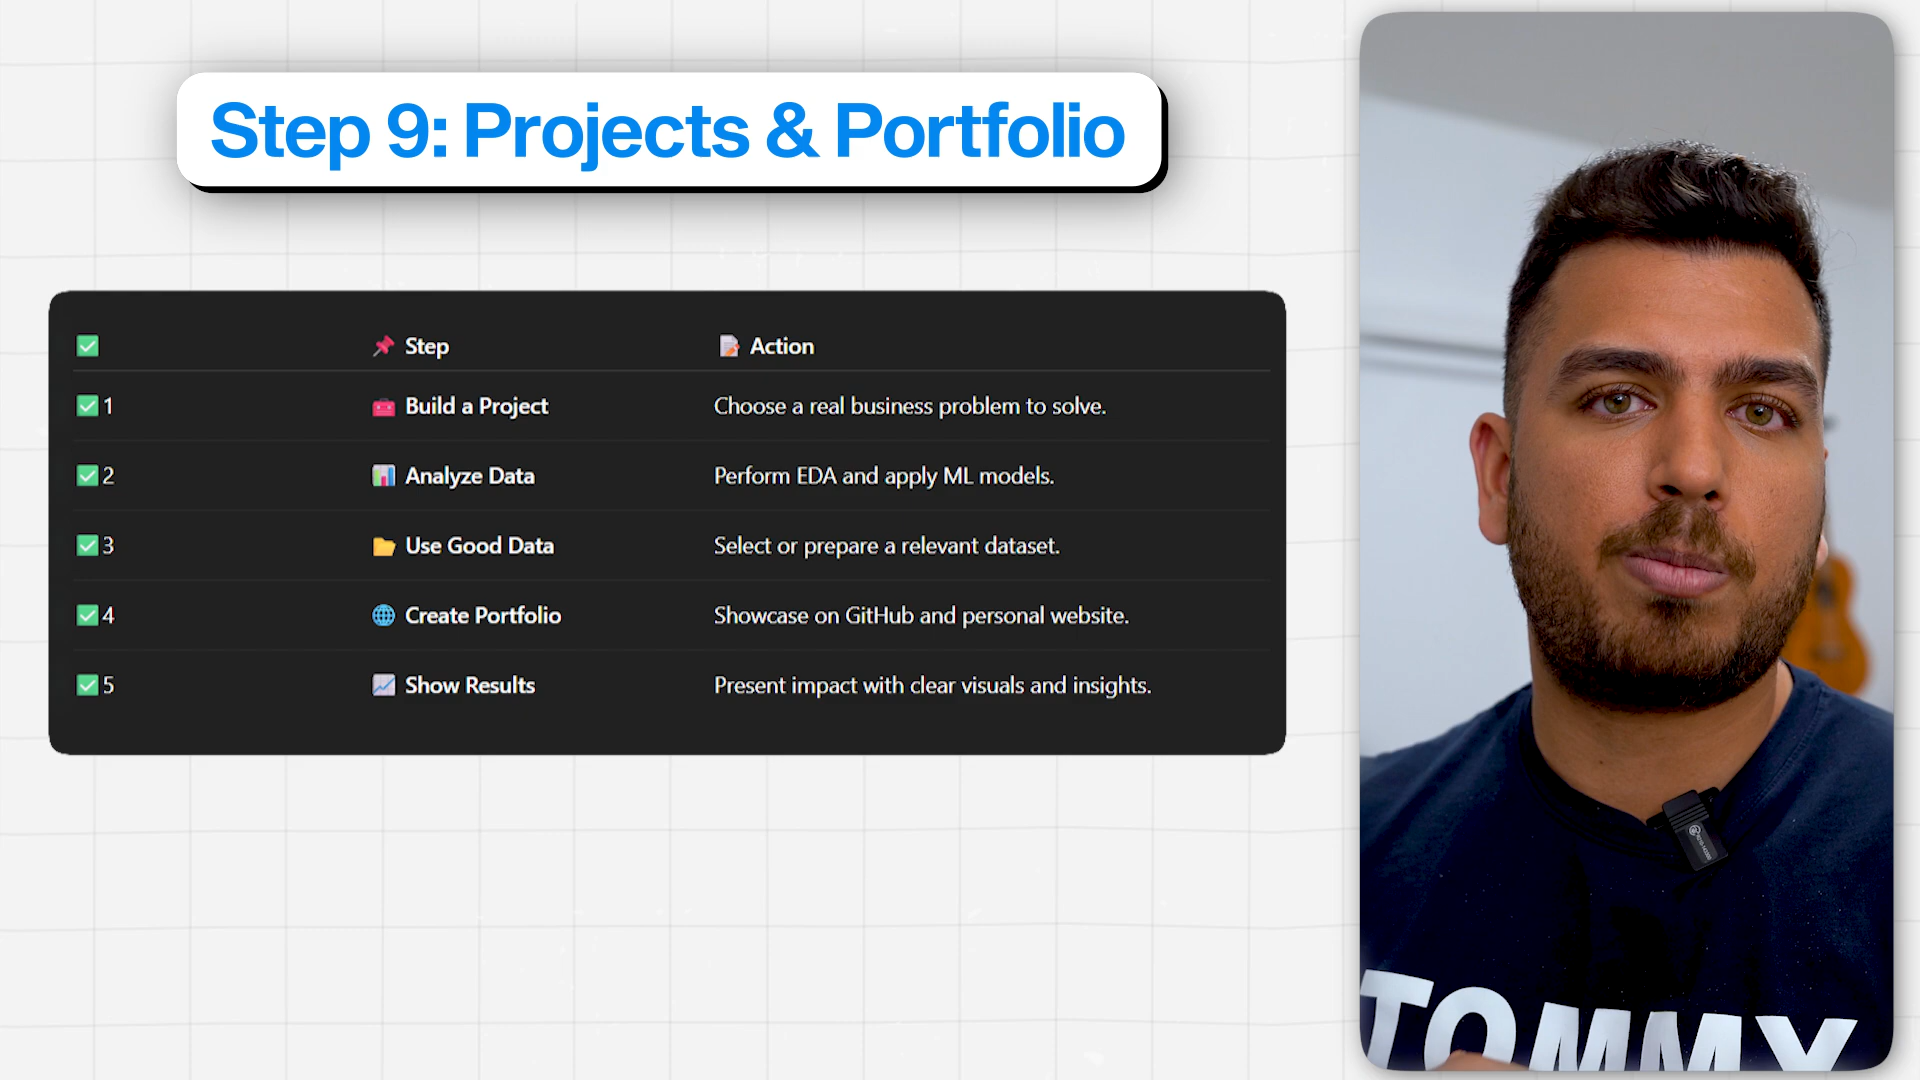 Step 9: Projects & Portfolio
✅ 📌 Step 📝 Action
✅ 1 🧰 Build a Project Choose a real business problem to solve.
✅ 2 📊 Analyze Data Perform EDA and apply ML models.
✅ 3 📂 Use Good Data Select or prepare a relevant dataset.
✅ 4 🌐 Create Portfolio Showcase on GitHub and personal website.
✅ 5 📈 Show Results Present impact with clear visuals and insights.
TOMMY